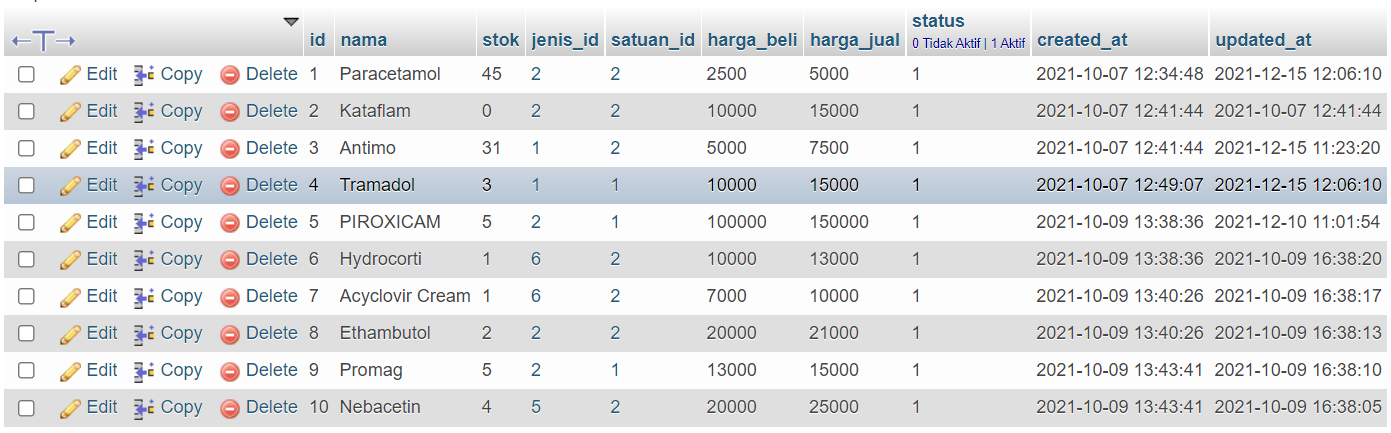 status
id nama stok jenis_id satuan_id harga_beli harga_jual 0 Tidak Aktif | 1 Aktif created_at updated_at
Edit Copy Delete 1 Paracetamol 45 2 2 2500 5000 1 2021-10-07 12:34:48 2021-12-15 12:06:10
Edit Copy Delete 2 Kataflam 0 2 2 10000 15000 1 2021-10-07 12:41:44 2021-10-07 12:41:44
Edit Copy Delete 3 Antimo 31 1 2 5000 7500 1 2021-10-07 12:41:44 2021-12-15 11:23:20
Edit Copy Delete 4 Tramadol 3 1 1 10000 15000 1 2021-10-07 12:49:07 2021-12-15 12:06:10
Edit Copy Delete 5 PIROXICAM 5 2 1 100000 150000 1 2021-10-09 13:38:36 2021-12-10 11:01:54
Edit Copy Delete 6 Hydrocorti 1 6 2 10000 13000 1 2021-10-09 13:38:36 2021-10-09 16:38:20
Edit Copy Delete 7 Acyclovir Cream 1 6 2 7000 10000 1 2021-10-09 13:40:26 2021-10-09 16:38:17
Edit Copy Delete 8 Ethambutol 2 2 2 20000 21000 1 2021-10-09 13:40:26 2021-10-09 16:38:13
Edit Copy Delete 9 Promag 5 2 1 13000 15000 1 2021-10-09 13:43:41 2021-10-09 16:38:10
Edit Copy Delete 10 Nebacetin 4 5 2 20000 25000 1 2021-10-09 13:43:41 2021-10-09 16:38:05